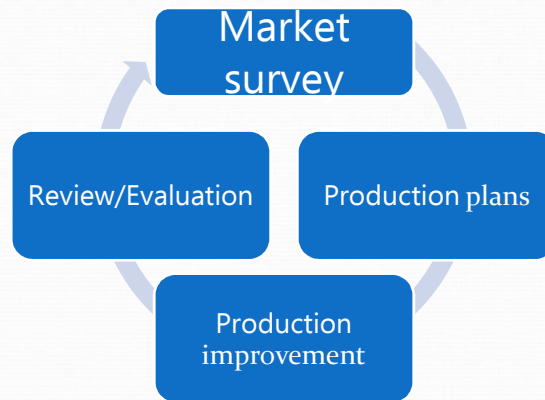 Market
survey
Review/Evaluation
Production plans
Production
improvement